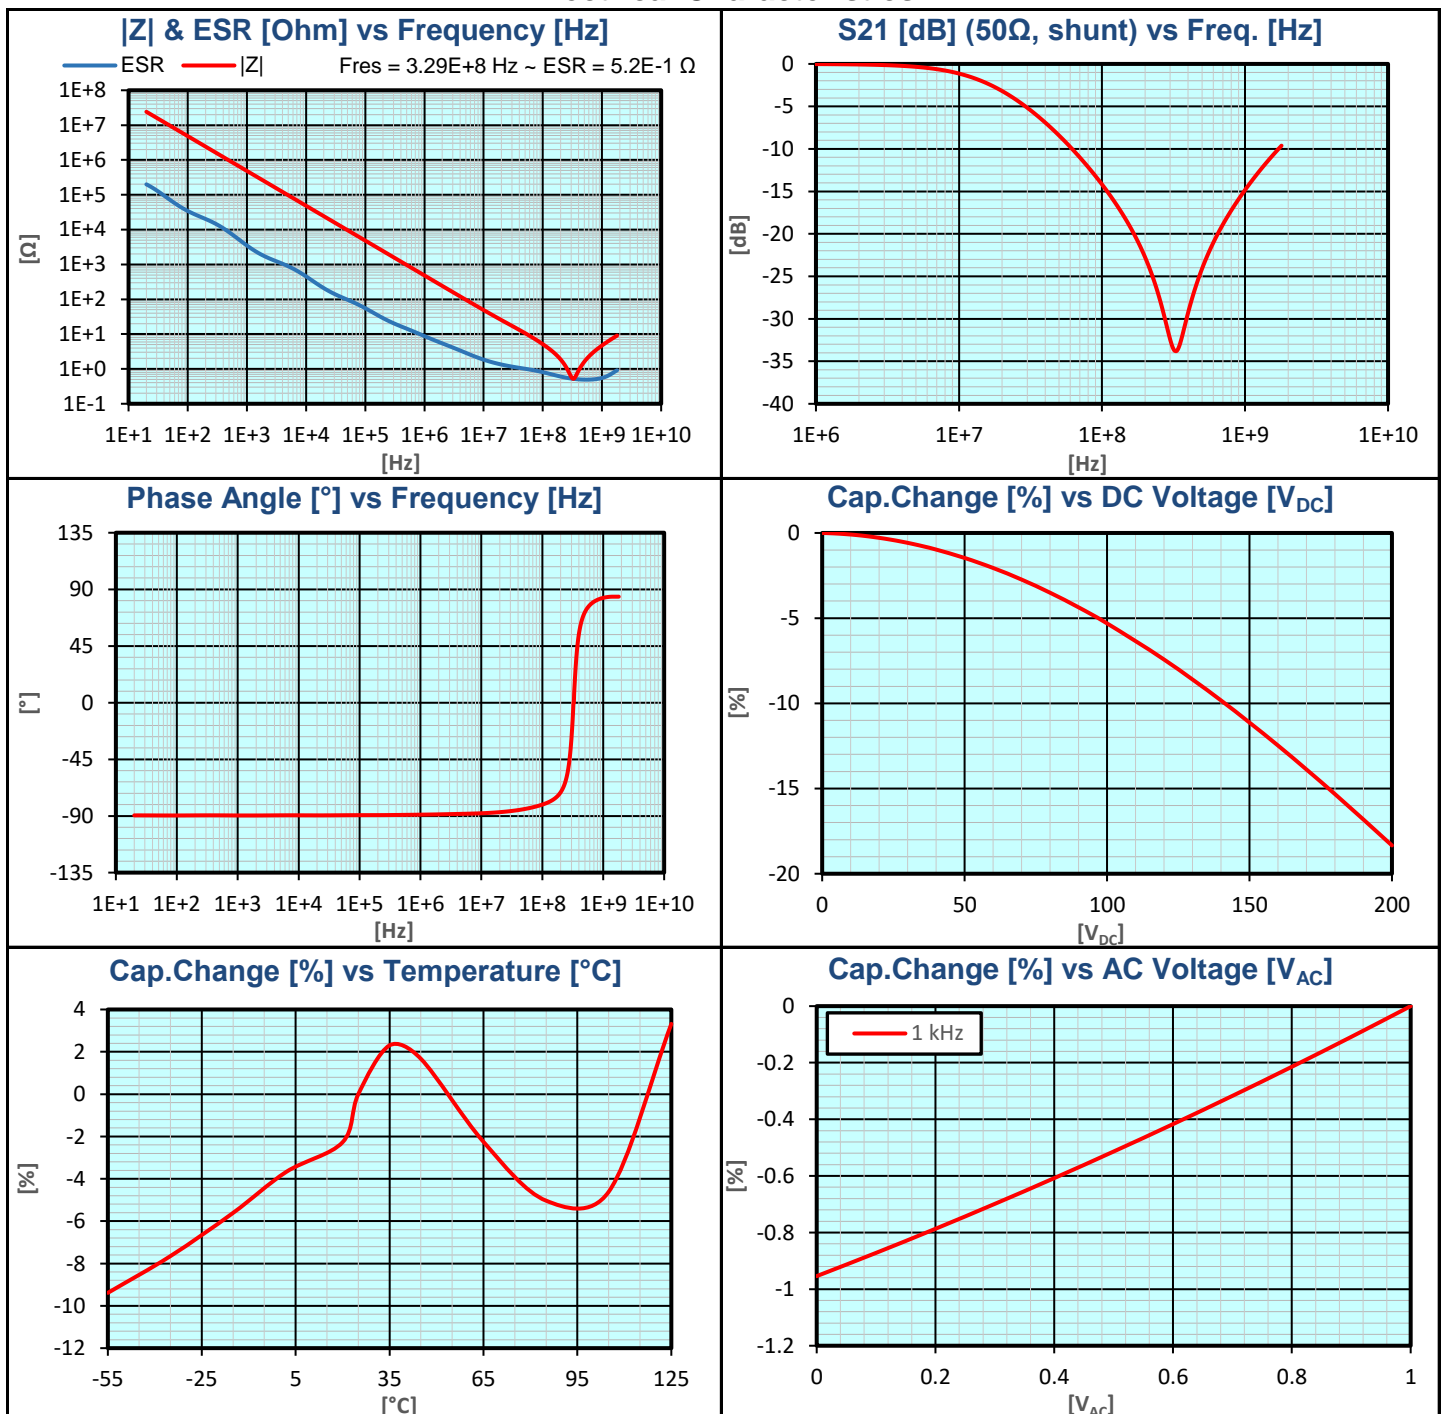 |Z| & ESR [Ohm] vs Frequency [Hz]
ESR
|Z|
Fres = 3.29E+8 Hz ~ ESR = 5.2E-1 Ω
1E+8
1E+7
1E+6
1E+5
1E+4
1E+3
1E+2
1E+1
1E+0
1E-1
[Ω]
1E+1 1E+2 1E+3 1E+4 1E+5 1E+6 1E+7 1E+8 1E+9 1E+10
[Hz]
S21 [dB] (50Ω, shunt) vs Freq. [Hz]
0
-5
-10
-15
-20
-25
-30
-35
-40
[dB]
1E+6 1E+7 1E+8 1E+9 1E+10
[Hz]
Phase Angle [°] vs Frequency [Hz]
135
90
45
0
-45
-90
-135
[°]
1E+1 1E+2 1E+3 1E+4 1E+5 1E+6 1E+7 1E+8 1E+9 1E+10
[Hz]
Cap.Change [%] vs DC Voltage [VDC]
0
-5
-10
-15
-20
[%]
0 50 100 150 200
[VDC]
Cap.Change [%] vs Temperature [°C]
4
2
0
-2
-4
-6
-8
-10
-12
[%]
-55 -25 5 35 65 95 125
[°C]
Cap.Change [%] vs AC Voltage [VAC]
1 kHz
0
-0.2
-0.4
-0.6
-0.8
-1
-1.2
[%]
0 0.2 0.4 0.6 0.8 1
[VAC]